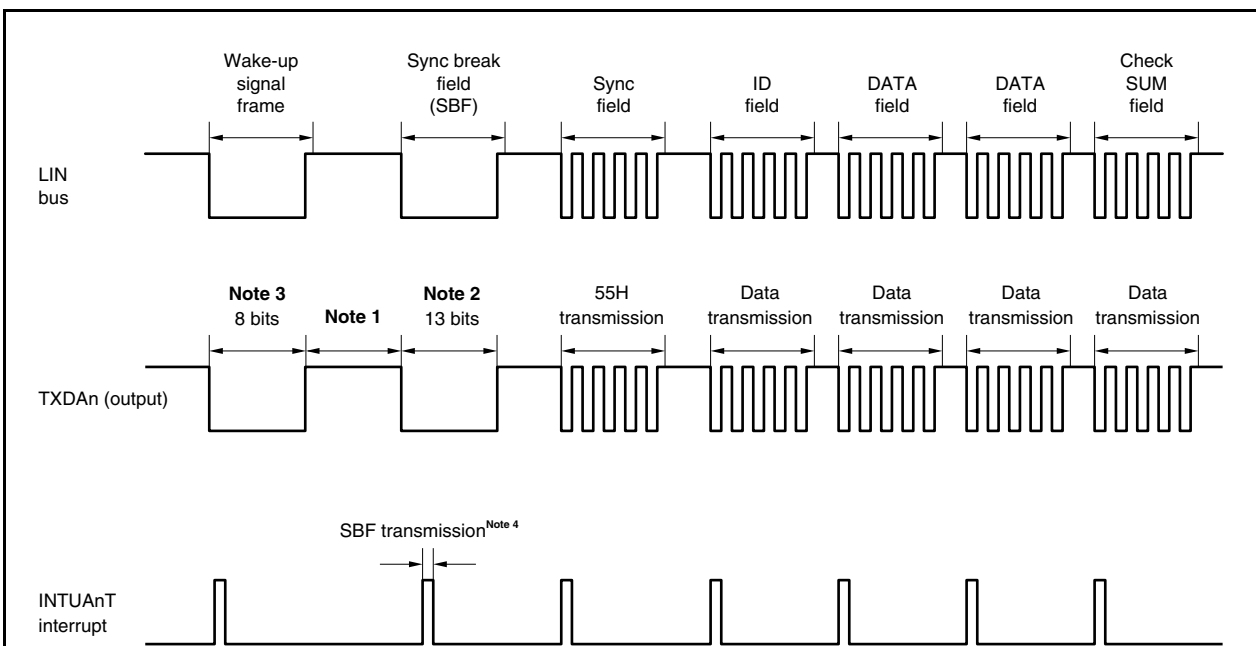 Wake-up
signal
frame
Sync break
field
(SBF)
Sync
field
ID
field
DATA
field
DATA
field
Check
SUM
field
LIN
bus
Note 3
8 bits
Note 1
Note 2
13 bits
55H
transmission
Data
transmission
Data
transmission
Data
transmission
Data
transmission
TXDAn (output)
SBF transmissionNote 4
INTUAnT
interrupt